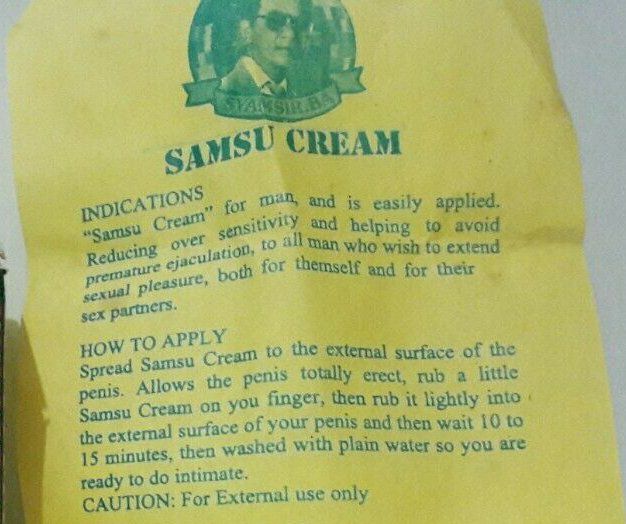 SYAMSIR.BA
SAMSU CREAM
INDICATIONS
“Samsu Cream” for man, and is easily applied.
Reducing over sensitivity and helping to avoid
premature ejaculation, to all man who wish to extend
sexual pleasure, both for themself and for their
sex partners.
HOW TO APPLY
Spread Samsu Cream to the external surface of the
penis. Allows the penis totally erect, rub a little
Samsu Cream on you finger, then rub it lightly into
the external surface of your penis and then wait 10 to
15 minutes, then washed with plain water so you are
ready to do intimate.
CAUTION: For External use only